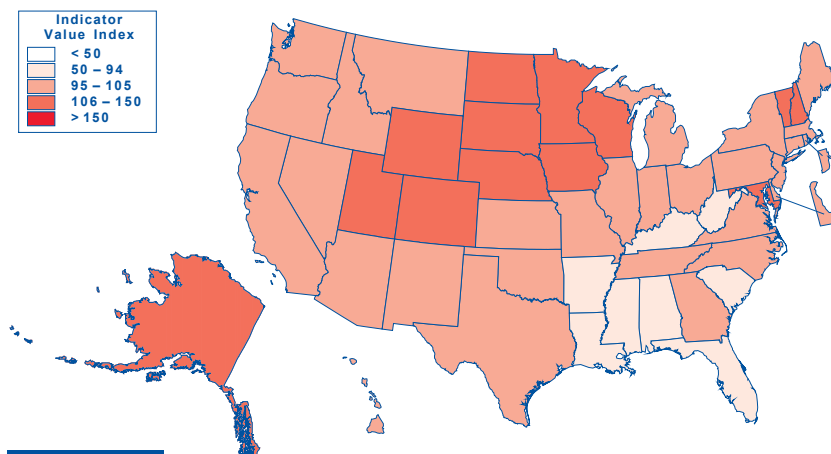 Indicator
Value Index
< 50
50 – 94
95 – 105
106 – 150
> 150